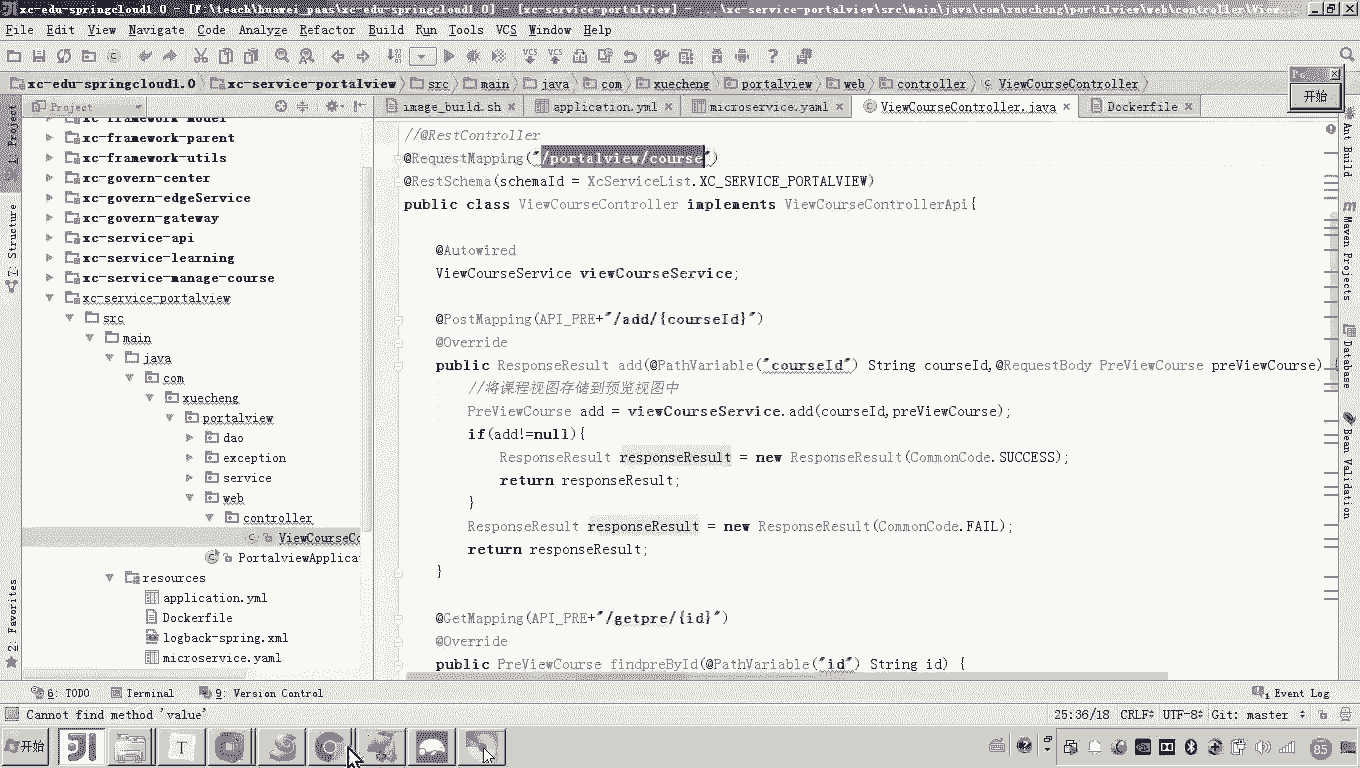 xc-edu-springcloud1.0 - [F:\teach\huawei_paas\xc-edu-springcloud1.0] - [xc-service-portalview] - ...\xc-service-portalview\src\main\java\com\xuecheng\portalview\web\controller\View...
File Edit View Navigate Code Analyze Refactor Build Run Tools VCS Window Help
xc-edu-springcloud1.0 xc-service-portalview src main java com xuecheng portalview web controller ViewCourseController
开始
Project
image_build.sh application.yml microservice.yaml ViewCourseController.java Dockerfile
xc-framework-model
xc-framework-parent
xc-framework-utils
xc-govern-center
xc-govern-edgeService
xc-govern-gateway
xc-service-api
xc-service-learning
xc-service-manage-course
xc-service-portalview
src
main
java
com
xuecheng
portalview
dao
exception
service
web
controller
ViewCourseCo
PortalviewApplica
resources
application.yml
Dockerfile
logback-spring.xml
microservice.yaml
//@RestController
@RequestMapping("/portalview/course")
@RestSchema(schemaId = XcServiceList.XC_SERVICE_PORTALVIEW)
public class ViewCourseController implements ViewCourseControllerApi{
@Autowired
ViewCourseService viewCourseService;
@PostMapping(API_PRE+"/add/{courseId}")
@Override
public ResponseResult add(@PathVariable("courseId") String courseId,@RequestBody PreViewCourse preViewCourse) {
//将课程视图存储到预览视图中
PreViewCourse add = viewCourseService.add(courseId,preViewCourse);
if(add!=null){
ResponseResult responseResult = new ResponseResult(CommonCode.SUCCESS);
return responseResult;
}
ResponseResult responseResult = new ResponseResult(CommonCode.FAIL);
return responseResult;
}
@GetMapping(API_PRE+"/getpre/{id}")
@Override
public PreViewCourse findpreById(@PathVariable("id") String id) {
1: Project
7: Structure
2: Favorites
Ant Build
Maven Projects
Database
Bean Validation
6: TODO Terminal 9: Version Control
1 Event Log
Cannot find method 'value'
25:36/18 CRLF UTF-8 Git: master
开始
85